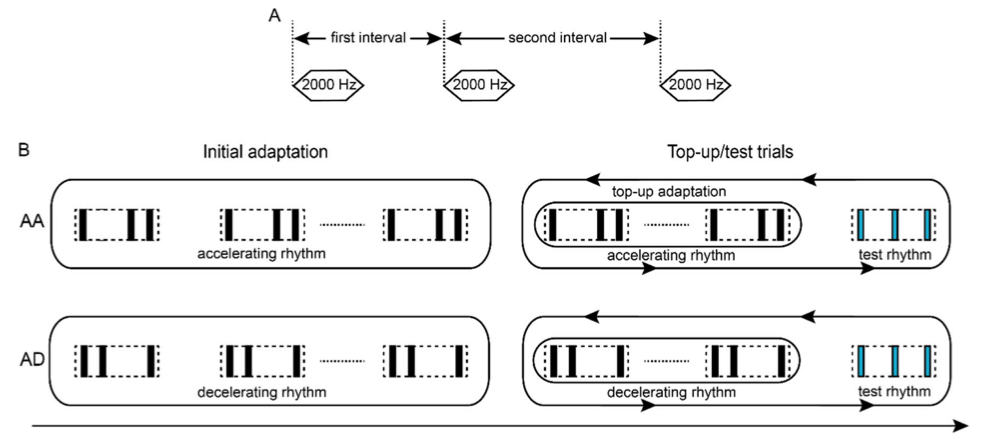 A
first interval
second interval
2000 Hz
2000 Hz
2000 Hz
B
Initial adaptation
Top-up/test trials
AA
accelerating rhythm
top-up adaptation
accelerating rhythm
test rhythm
AD
decelerating rhythm
decelerating rhythm
test rhythm